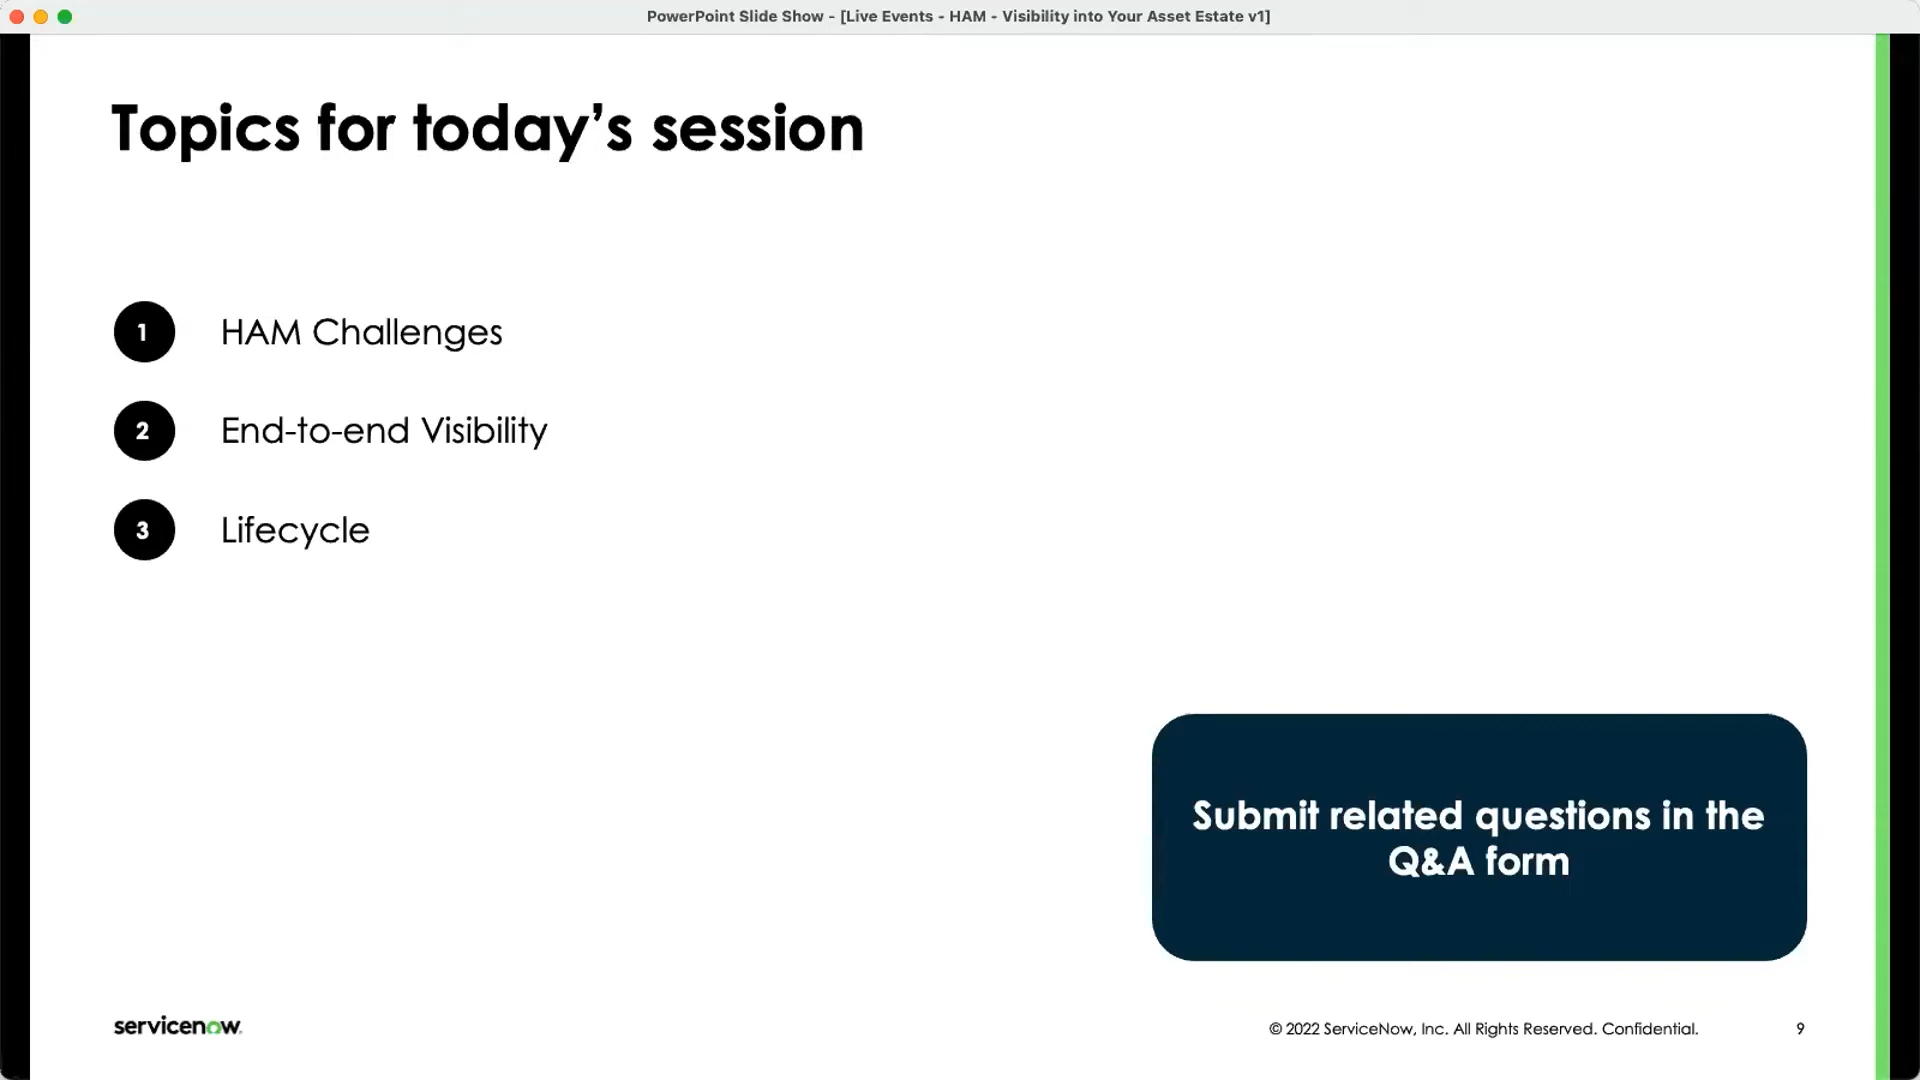 PowerPoint Slide Show - [Live Events - HAM - Visibility into Your Asset Estate v1]
Topics for today’s session
1 HAM Challenges
2 End-to-end Visibility
3 Lifecycle
Submit related questions in the
Q&A form
servicenow.
© 2022 ServiceNow, Inc. All Rights Reserved. Confidential.
9